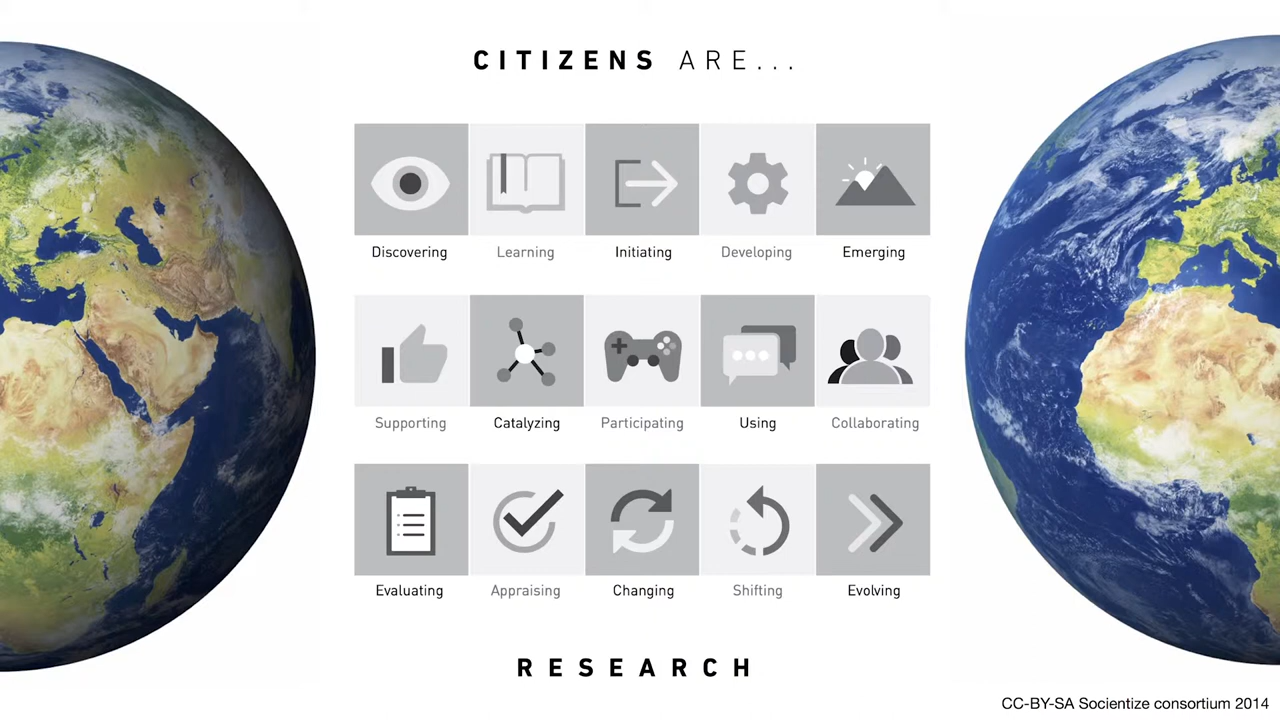 CITIZENS ARE...
Discovering Learning Initiating Developing Emerging
Supporting Catalyzing Participating Using Collaborating
Evaluating Appraising Changing Shifting Evolving
RESEARCH
CC-BY-SA Socientize consortium 2014